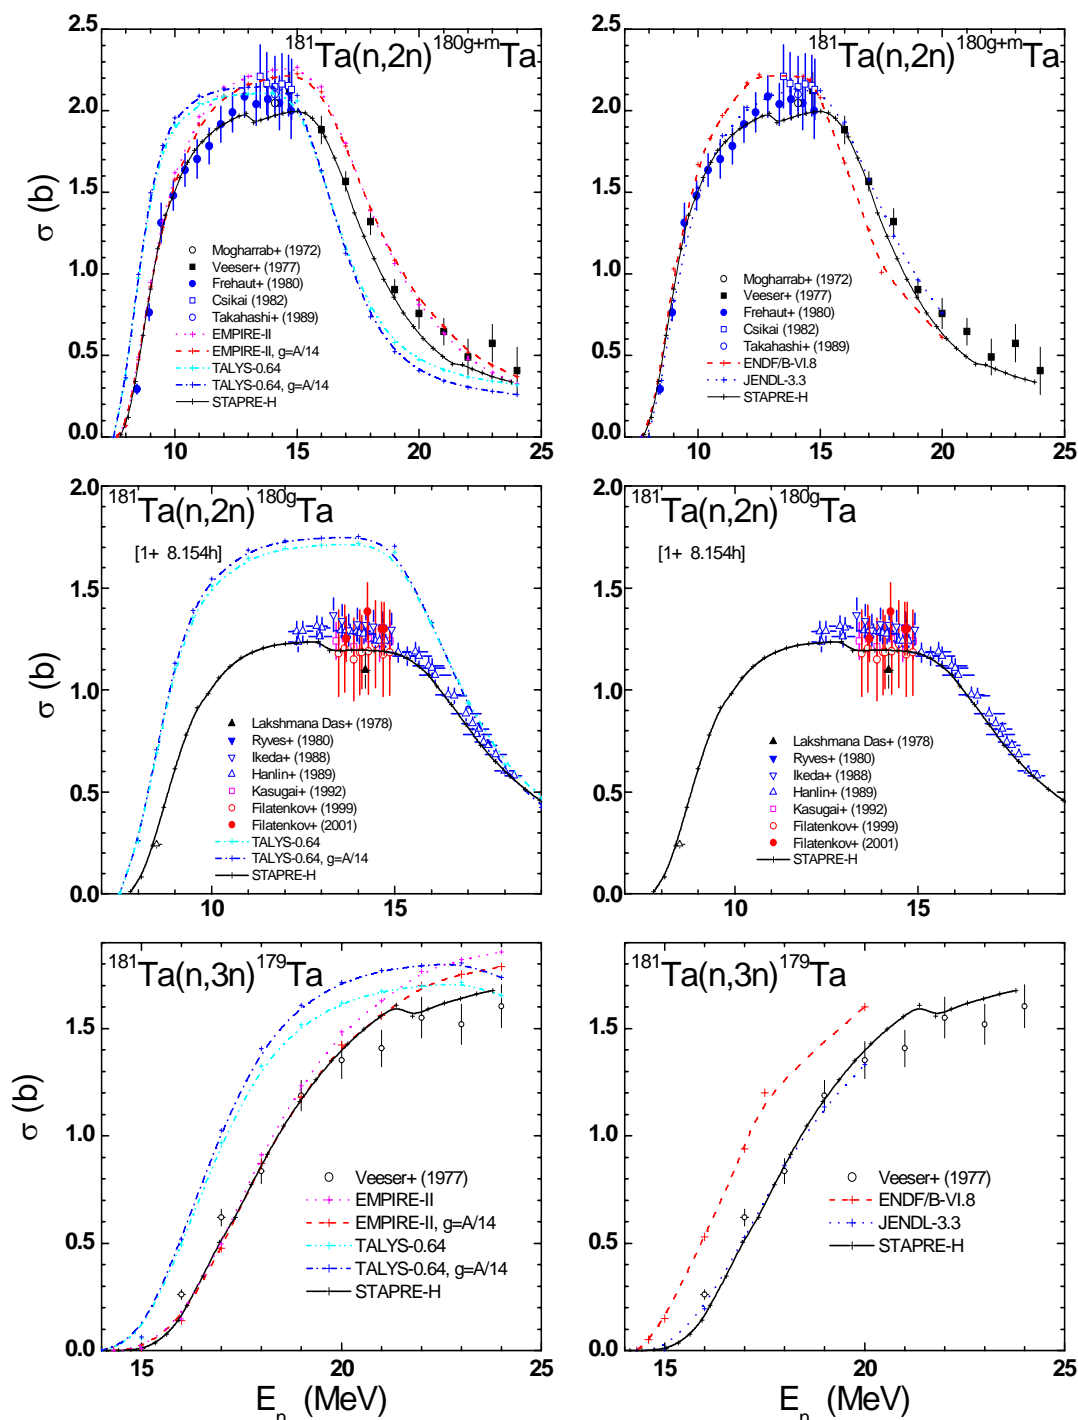 2.5
2.0
1.5
1.0
0.5
0.0
σ (b)
181Ta(n,2n)180g+mTa
Mogharrab+ (1972)
Veeser+ (1977)
Frehaut+ (1980)
Csikai (1982)
Takahashi+ (1989)
EMPIRE-II
EMPIRE-II, g=A/14
TALYS-0.64
TALYS-0.64, g=A/14
STAPRE-H
10 15 20 25
2.5
2.0
1.5
1.0
0.5
0.0
181Ta(n,2n)180g+mTa
Mogharrab+ (1972)
Veeser+ (1977)
Frehaut+ (1980)
Csikai (1982)
Takahashi+ (1989)
ENDF/B-VI.8
JENDL-3.3
STAPRE-H
10 15 20 25
2.0
1.5
1.0
0.5
0.0
σ (b)
181Ta(n,2n)180gTa
[1+ 8.154h]
Lakshmana Das+ (1978)
Ryves+ (1980)
Ikeda+ (1988)
Hanlin+ (1989)
Kasugai+ (1992)
Filatenkov+ (1999)
Filatenkov+ (2001)
TALYS-0.64
TALYS-0.64, g=A/14
STAPRE-H
10 15
2.0
1.5
1.0
0.5
0.0
181Ta(n,2n)180gTa
[1+ 8.154h]
Lakshmana Das+ (1978)
Ryves+ (1980)
Ikeda+ (1988)
Hanlin+ (1989)
Kasugai+ (1992)
Filatenkov+ (1999)
Filatenkov+ (2001)
STAPRE-H
10 15
1.5
1.0
0.5
0.0
σ (b)
181Ta(n,3n)179Ta
Veeser+ (1977)
EMPIRE-II
EMPIRE-II, g=A/14
TALYS-0.64
TALYS-0.64, g=A/14
STAPRE-H
15 20 25
En (MeV)
1.5
1.0
0.5
0.0
181Ta(n,3n)179Ta
Veeser+ (1977)
ENDF/B-VI.8
JENDL-3.3
STAPRE-H
15 20 25
En (MeV)